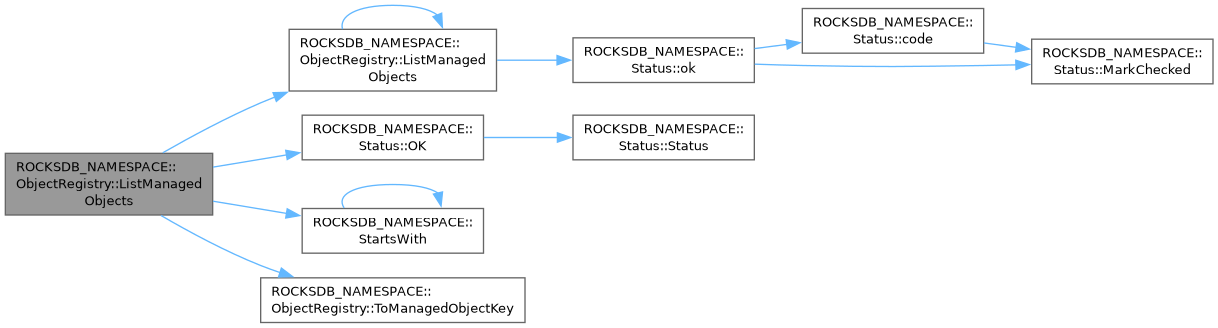 ROCKSDB_NAMESPACE::
ObjectRegistry::ListManaged
Objects
ROCKSDB_NAMESPACE::
ObjectRegistry::ListManaged
Objects
ROCKSDB_NAMESPACE::
Status::ok
ROCKSDB_NAMESPACE::
Status::code
ROCKSDB_NAMESPACE::
Status::MarkChecked
ROCKSDB_NAMESPACE::
Status::OK
ROCKSDB_NAMESPACE::
Status::Status
ROCKSDB_NAMESPACE::
StartsWith
ROCKSDB_NAMESPACE::
ObjectRegistry::ToManagedObjectKey